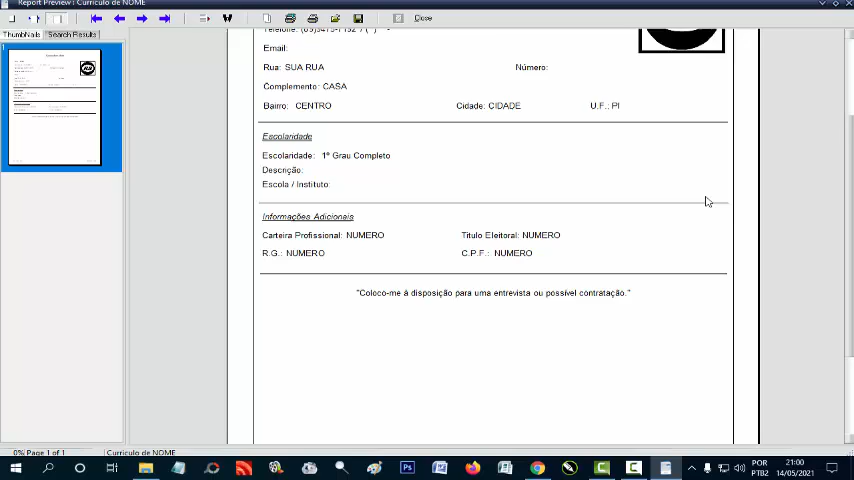 Report Preview : Curriculo de NOME
Close
ThumbNails
Search Results
Email:
Rua: SUA RUA Número:
Complemento: CASA
Bairro: CENTRO Cidade: CIDADE U.F.: PI
Escolaridade
Escolaridade: 1º Grau Completo
Descrição:
Escola / Instituto:
Informações Adicionais
Carteira Profissional: NUMERO Titulo Eleitoral: NUMERO
R.G.: NUMERO C.P.F.: NUMERO
"Coloco-me à disposição para uma entrevista ou possível contratação."
0% Page 1 of 1 Curriculo de NOME
POR 21:00
PTB2 14/05/2021